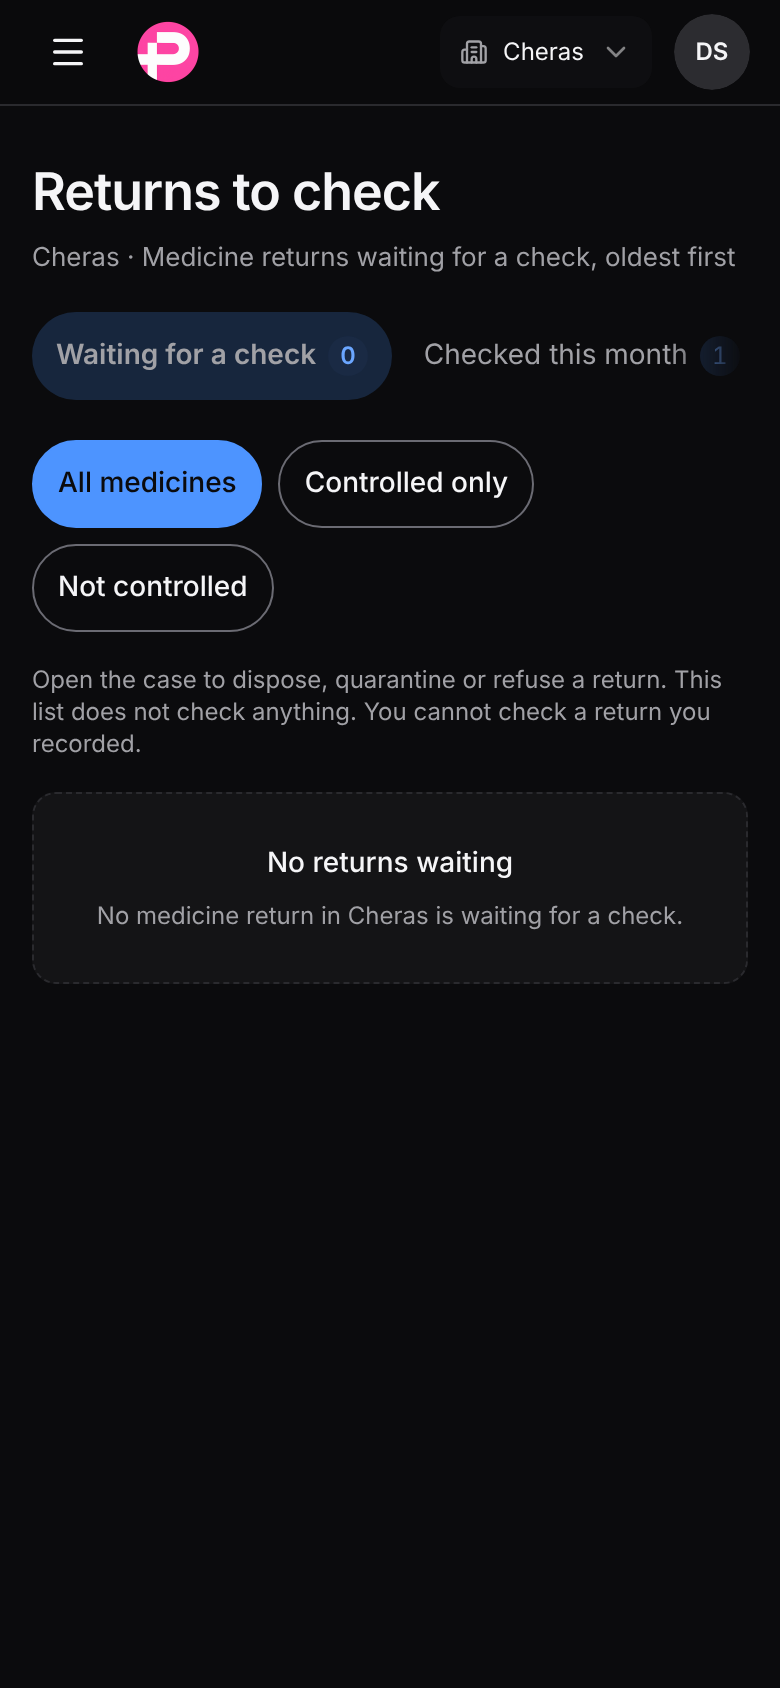 Cheras
DS
Returns to check
Cheras · Medicine returns waiting for a check, oldest first
Waiting for a check 0
Checked this month 1
All medicines
Controlled only
Not controlled
Open the case to dispose, quarantine or refuse a return. This
list does not check anything. You cannot check a return you
recorded.
No returns waiting
No medicine return in Cheras is waiting for a check.